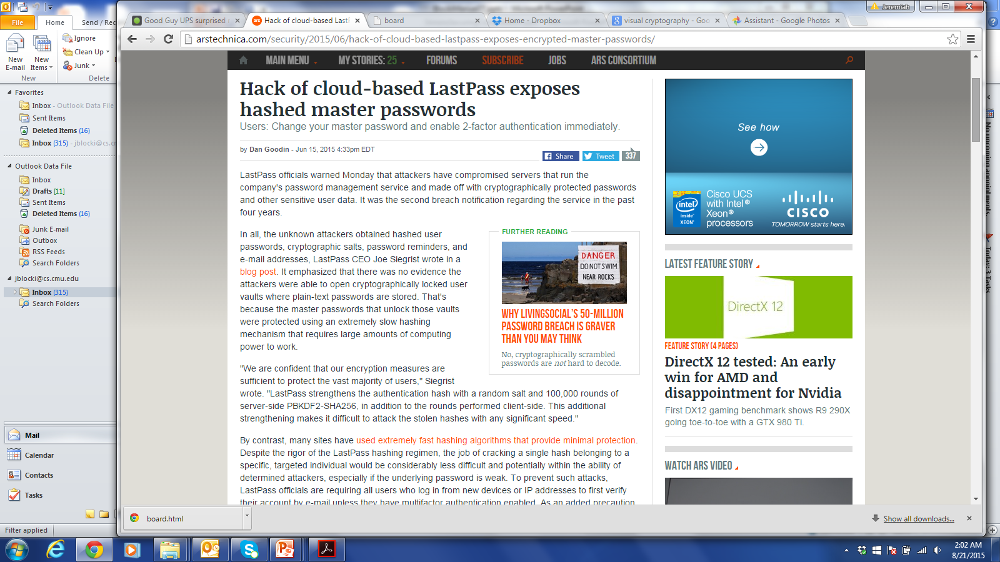 File
Home
Send / Rec
New
E-mail
New
Items
Ignore
Clean Up
Junk
New
Delete
Favorites
Inbox - Outlook Data File
Sent Items
Deleted Items (16)
Inbox (315) - jblocki@cs.cm
Outlook Data File
Inbox
Drafts [11]
Sent Items
Deleted Items (16)
Junk E-mail
Outbox
RSS Feeds
Search Folders
jblocki@cs.cmu.edu
Inbox (315)
Search Folders
Mail
Calendar
Contacts
Tasks
Filter applied
Jeremiah
Good Guy UPS surprised
ars
Hack of cloud-based Last
board
Home - Dropbox
visual cryptography - Goo
Assistant - Google Photos
arstechnica.com/security/2015/06/hack-of-cloud-based-lastpass-exposes-encrypted-master-passwords/
MAIN MENU
MY STORIES: 25
FORUMS
SUBSCRIBE
JOBS
ARS CONSORTIUM
Hack of cloud-based LastPass exposes
hashed master passwords
Users: Change your master password and enable 2-factor authentication immediately.
by Dan Goodin - Jun 15, 2015 4:33pm EDT
Share
Tweet
337
LastPass officials warned Monday that attackers have compromised servers that run the
company's password management service and made off with cryptographically protected passwords
and other sensitive user data. It was the second breach notification regarding the service in the past
four years.
In all, the unknown attackers obtained hashed user
passwords, cryptographic salts, password reminders, and
e-mail addresses, LastPass CEO Joe Siegrist wrote in a
blog post. It emphasized that there was no evidence the
attackers were able to open cryptographically locked user
vaults where plain-text passwords are stored. That's
because the master passwords that unlock those vaults
were protected using an extremely slow hashing
mechanism that requires large amounts of computing
power to work.
FURTHER READING
DANGER
DO NOT SWIM
NEAR ROCKS
WHY LIVINGSOCIAL'S 50-MILLION
PASSWORD BREACH IS GRAVER
THAN YOU MAY THINK
No, cryptographically scrambled
passwords are not hard to decode.
"We are confident that our encryption measures are
sufficient to protect the vast majority of users," Siegrist
wrote. "LastPass strengthens the authentication hash with a random salt and 100,000 rounds of
server-side PBKDF2-SHA256, in addition to the rounds performed client-side. This additional
strengthening makes it difficult to attack the stolen hashes with any significant speed."
By contrast, many sites have used extremely fast hashing algorithms that provide minimal protection.
Despite the rigor of the LastPass hashing regimen, the job of cracking a single hash belonging to a
specific, targeted individual would be considerably less difficult and potentially within the ability of
determined attackers, especially if the underlying password is weak. To prevent such attacks,
LastPass officials are requiring all users who log in from new devices or IP addresses to first verify
their account by e-mail unless they have multifactor authentication enabled. As an added precaution
See how
intel
inside
XEON
Cisco UCS
with Intel®
Xeon®
processors
CISCO
TOMORROW starts here.
LATEST FEATURE STORY
DirectX 12
FEATURE STORY (4 PAGES)
DirectX 12 tested: An early
win for AMD and
disappointment for Nvidia
First DX12 gaming benchmark shows R9 290X
going toe-to-toe with a GTX 980 Ti.
WATCH ARS VIDEO
No upcoming appointments.
Today: 3 Tasks
board.html
Show all downloads...
2:02 AM
8/21/2015